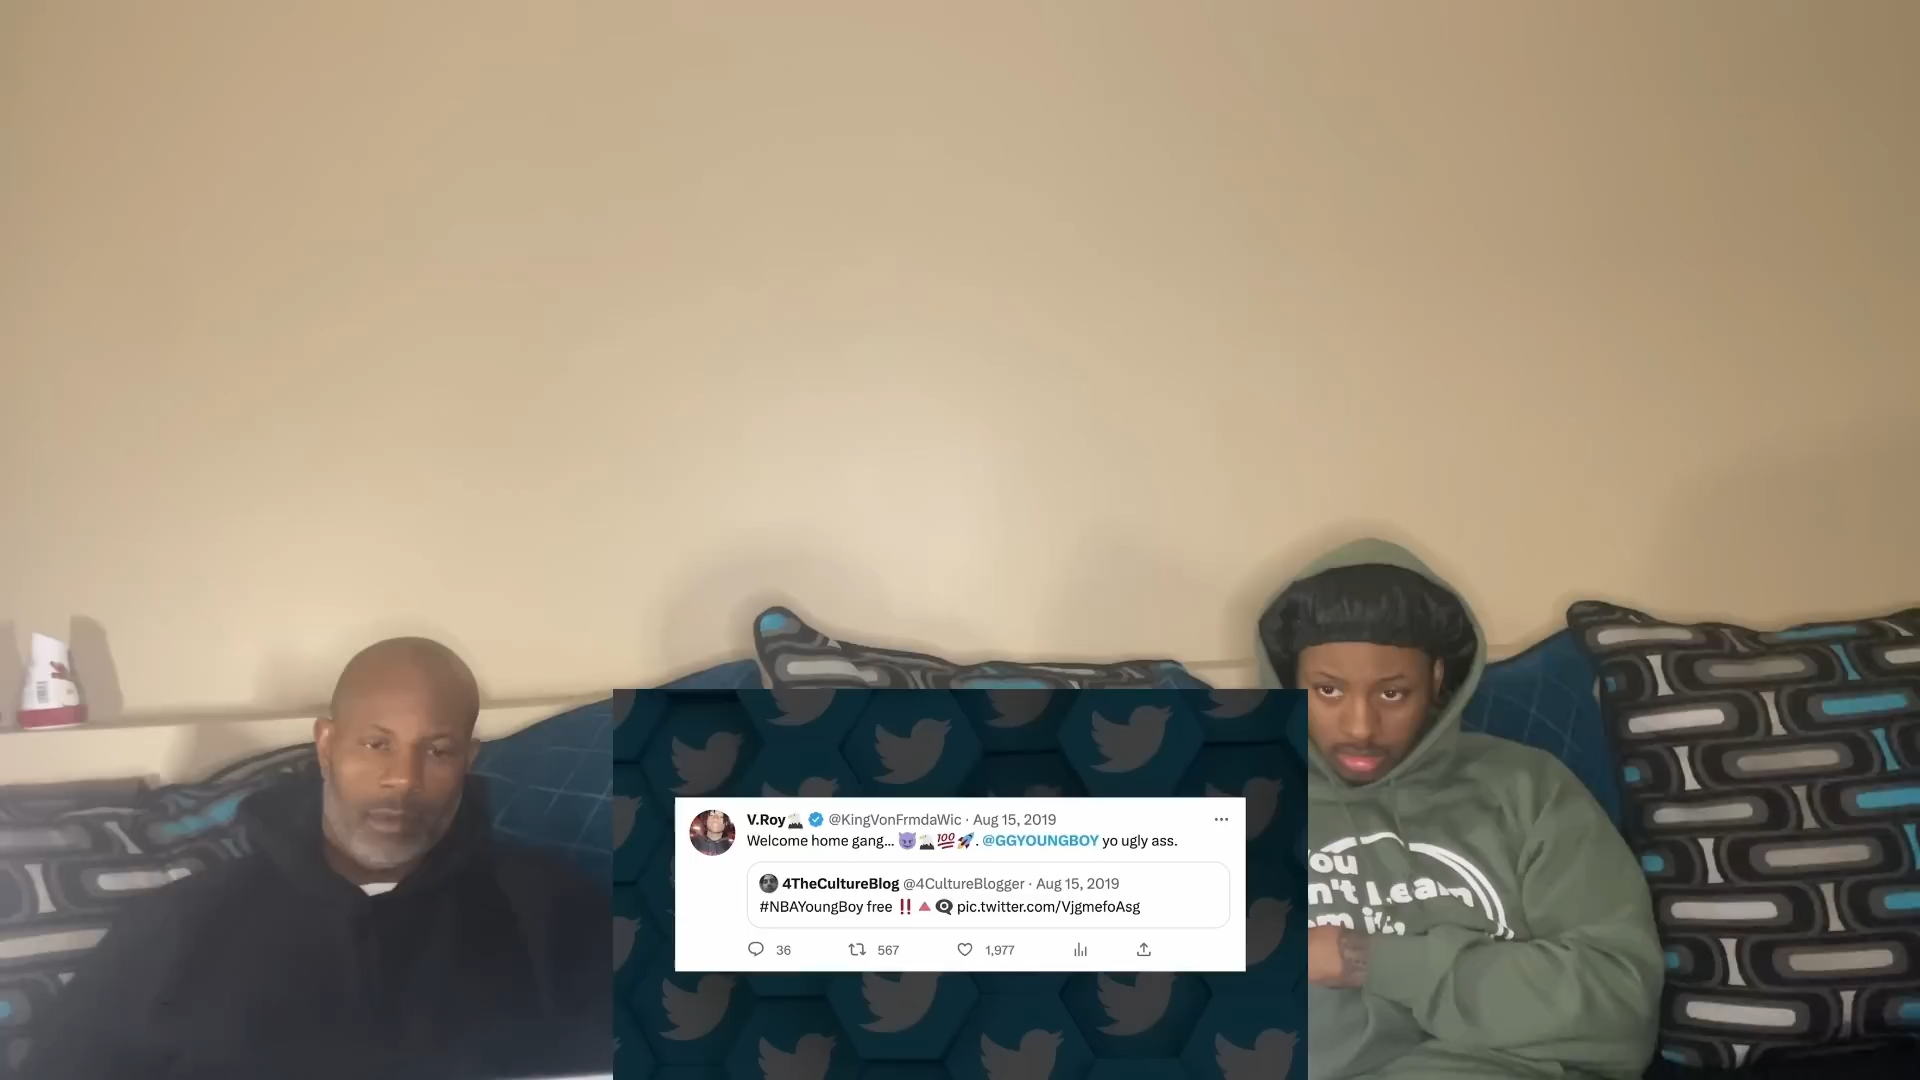 V.Roy🏔 @KingVonFrmdaWic · Aug 15, 2019
Welcome home gang... 😈🏔💯🚀. @GGYOUNGBOY yo ugly ass.
4TheCultureBlog @4CultureBlogger · Aug 15, 2019
#NBAYoungBoy free ‼️🔺👁‍🗨 pic.twitter.com/VjgmefoAsg
36 567 1,977